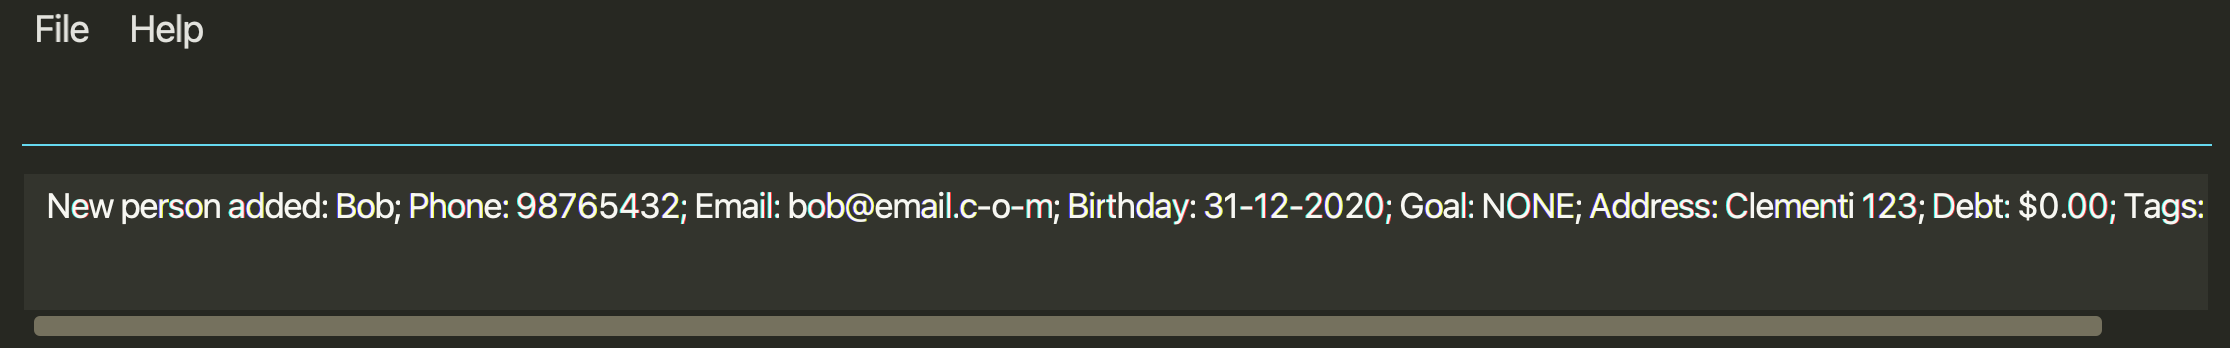 File Help
New person added: Bob; Phone: 98765432; Email: bob@email.c-o-m; Birthday: 31-12-2020; Goal: NONE; Address: Clementi 123; Debt: $0.00; Tags: